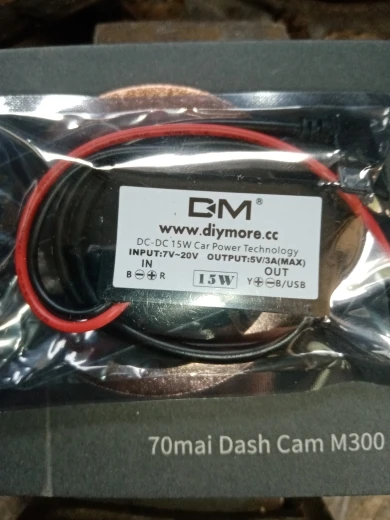 DM®
www.diymore.cc
DC-DC 15W Car Power Technology
INPUT:7V~20V OUTPUT:5V/3A(MAX)
IN OUT
B⊖⊕R 15W Y⊕⊖B/USB
70mai Dash Cam M300